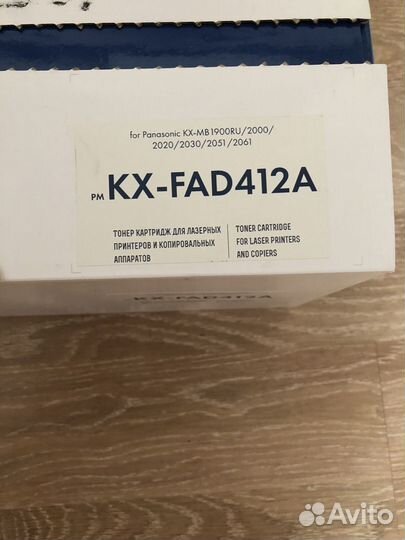 for Panasonic KX-MB1900RU/2000/
2020/2030/2051/2061
PM KX-FAD412A
ТОНЕР КАРТРИДЖ ДЛЯ ЛАЗЕРНЫХ
ПРИНТЕРОВ И КОПИРОВАЛЬНЫХ
АППАРАТОВ
TONER CARTRIDGE
FOR LASER PRINTERS
AND COPIERS
KX-FAD412A
Avito